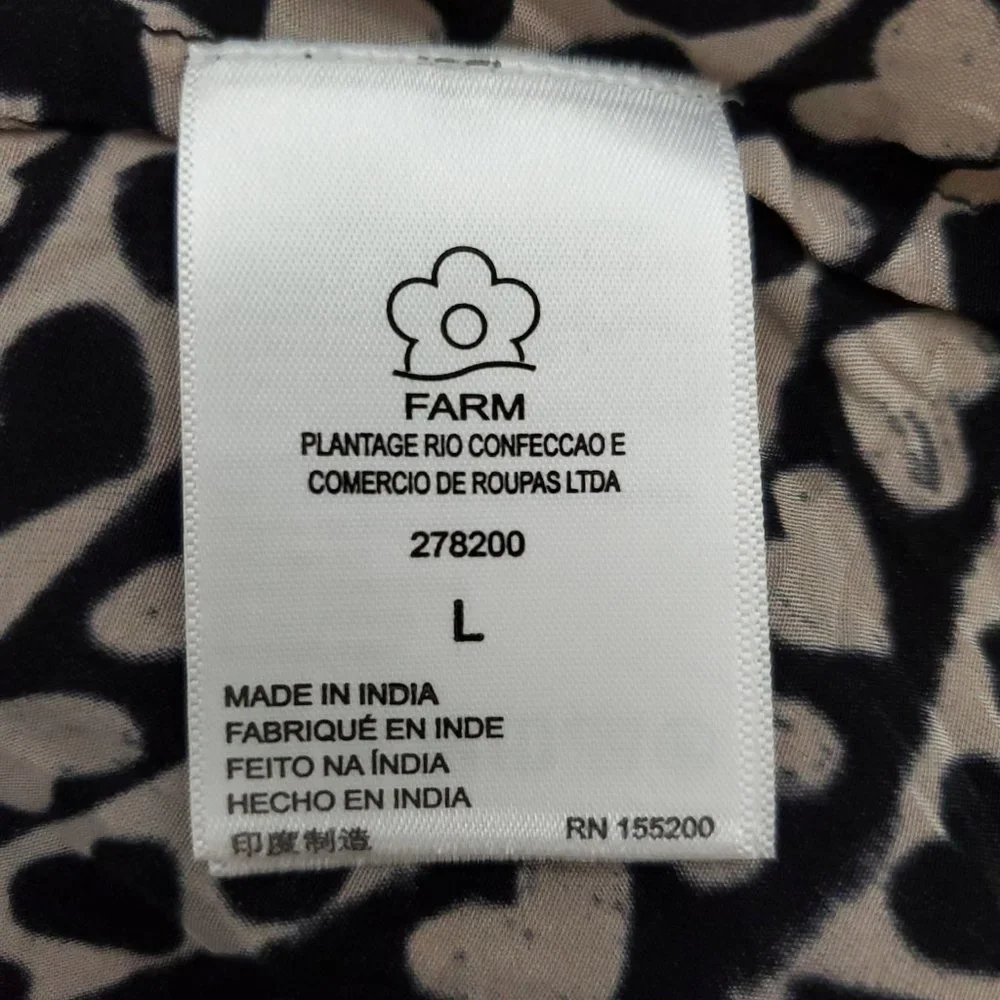 FARM
PLANTAGE RIO CONFECCAO E
COMERCIO DE ROUPAS LTDA
278200
L
MADE IN INDIA
FABRIQUÉ EN INDE
FEITO NA ÍNDIA
HECHO EN INDIA
印度制造
RN 155200